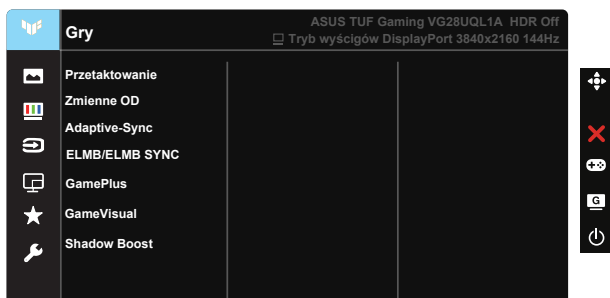 Gry
ASUS TUF Gaming VG28UQL1A HDR Off
Tryb wyścigów DisplayPort 3840x2160 144Hz
Przetaktowanie
Zmienne OD
Adaptive-Sync
ELMB/ELMB SYNC
GamePlus
GameVisual
Shadow Boost
G